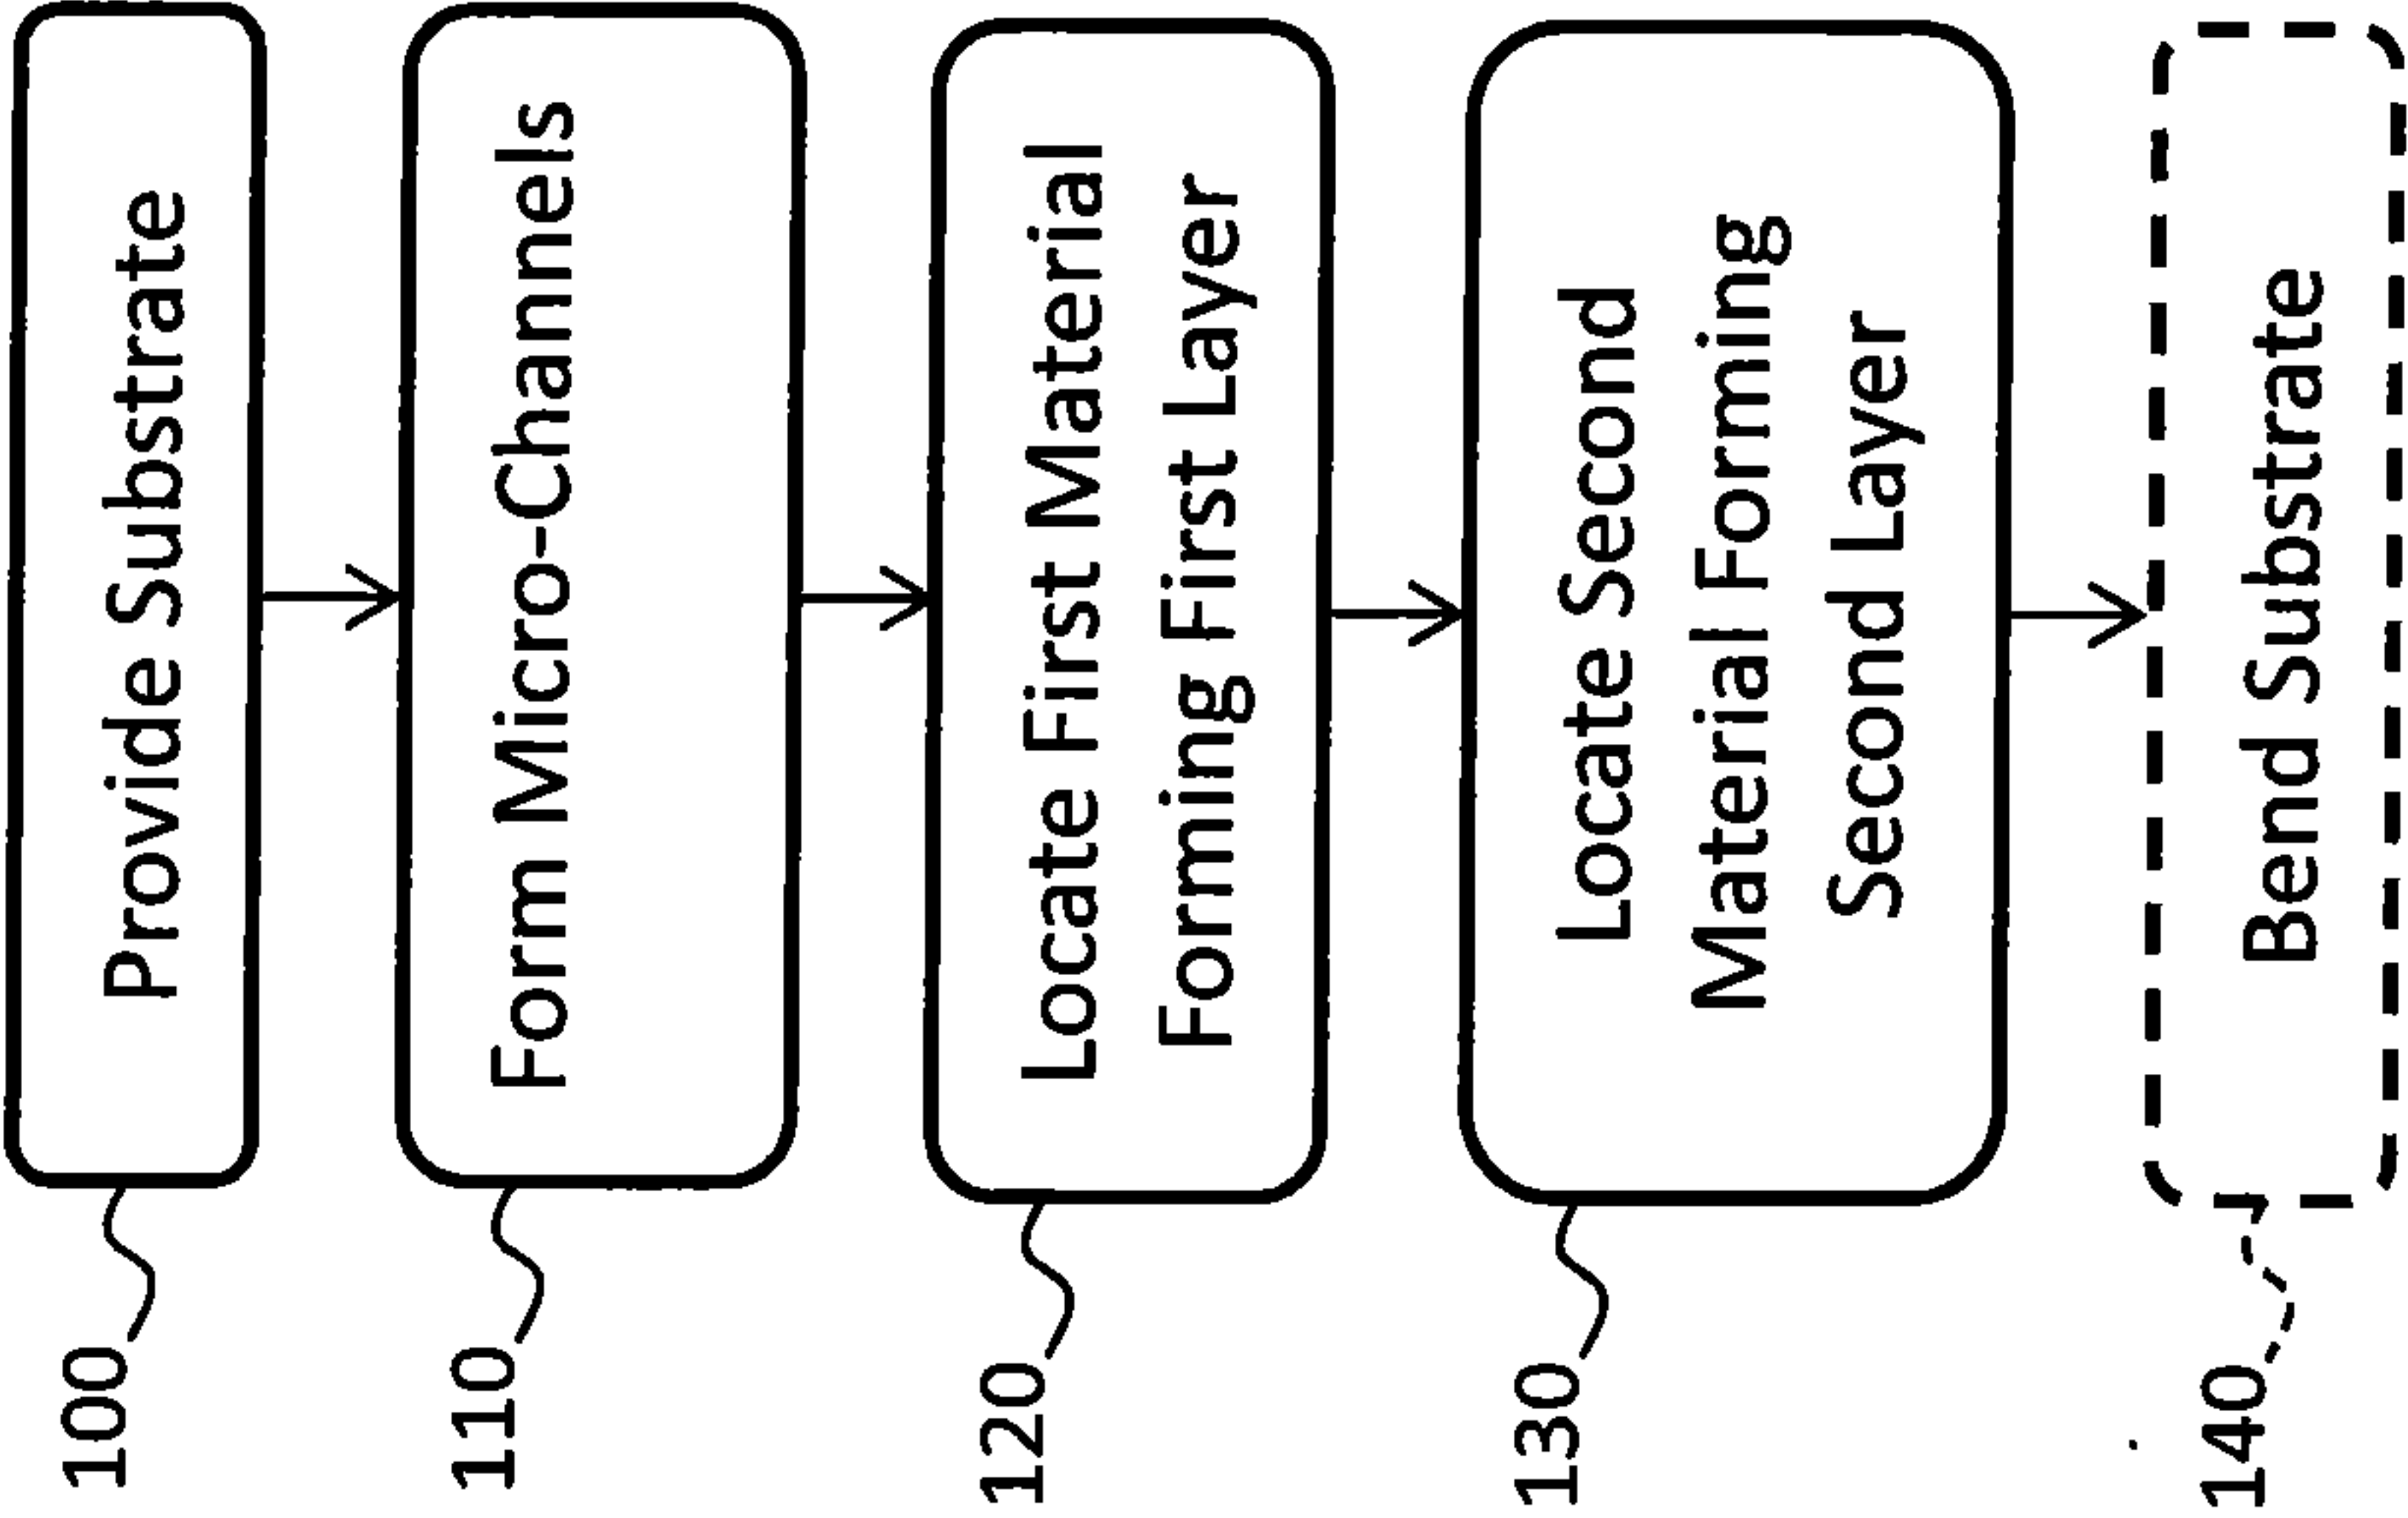 100
Provide Substrate
110
Form Micro-Channels
120
Locate First Material
Forming First Layer
130
Locate Second
Material Forming
Second Layer
140
Bend Substrate